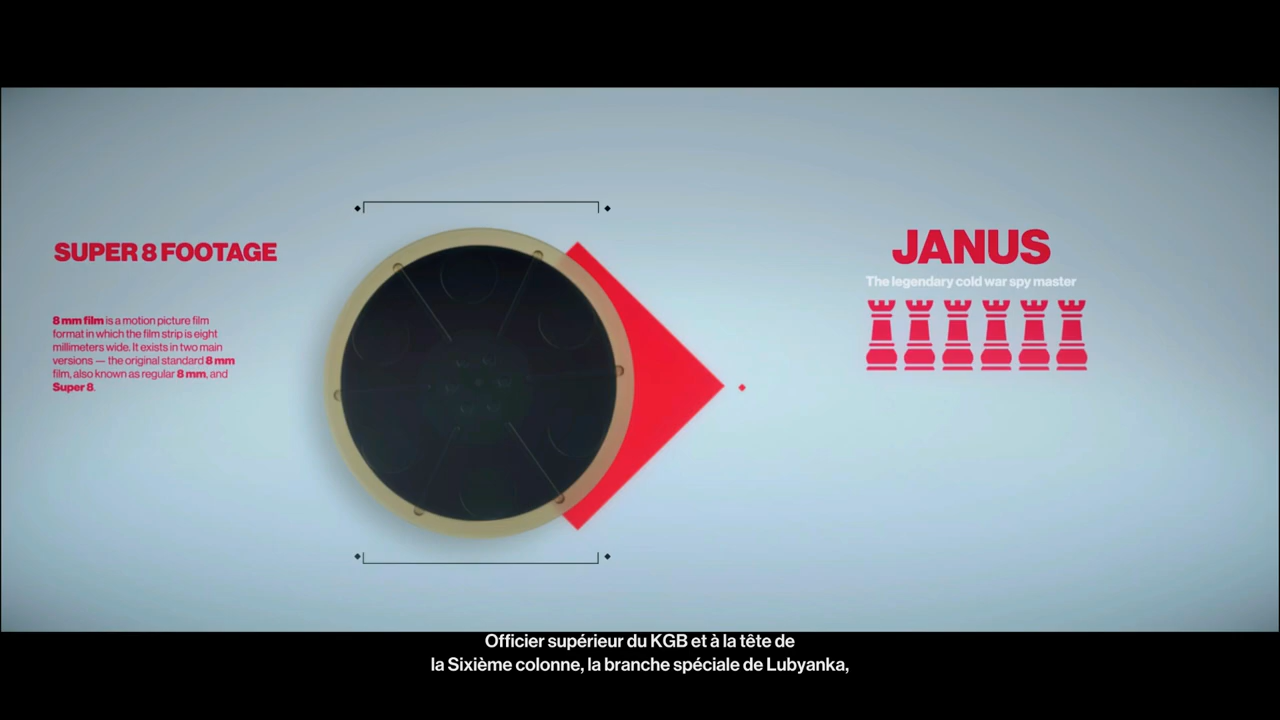 SUPER 8 FOOTAGE
8 mm film is a motion picture film
format in which the film strip is eight
millimeters wide. It exists in two main
versions — the original standard 8 mm
film, also known as regular 8 mm, and
Super 8.
JANUS
The legendary cold war spy master
Officier supérieur du KGB et à la tête de
la Sixième colonne, la branche spéciale de Lubyanka,